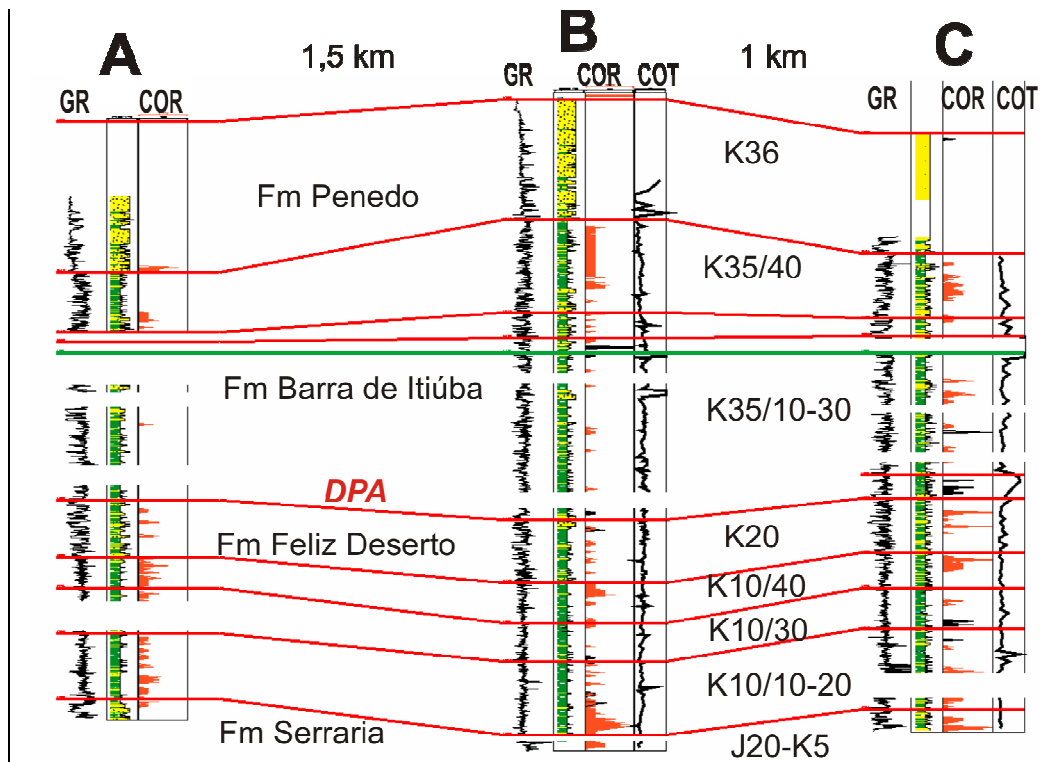 A 1,5 km B 1 km C
GR COR GR COR COT GR COR COT
K36
Fm Penedo
K35/40
Fm Barra de Itiúba
K35/10-30
DPA
K20
Fm Feliz Deserto
K10/40
K10/30
K10/10-20
Fm Serraria
J20-K5